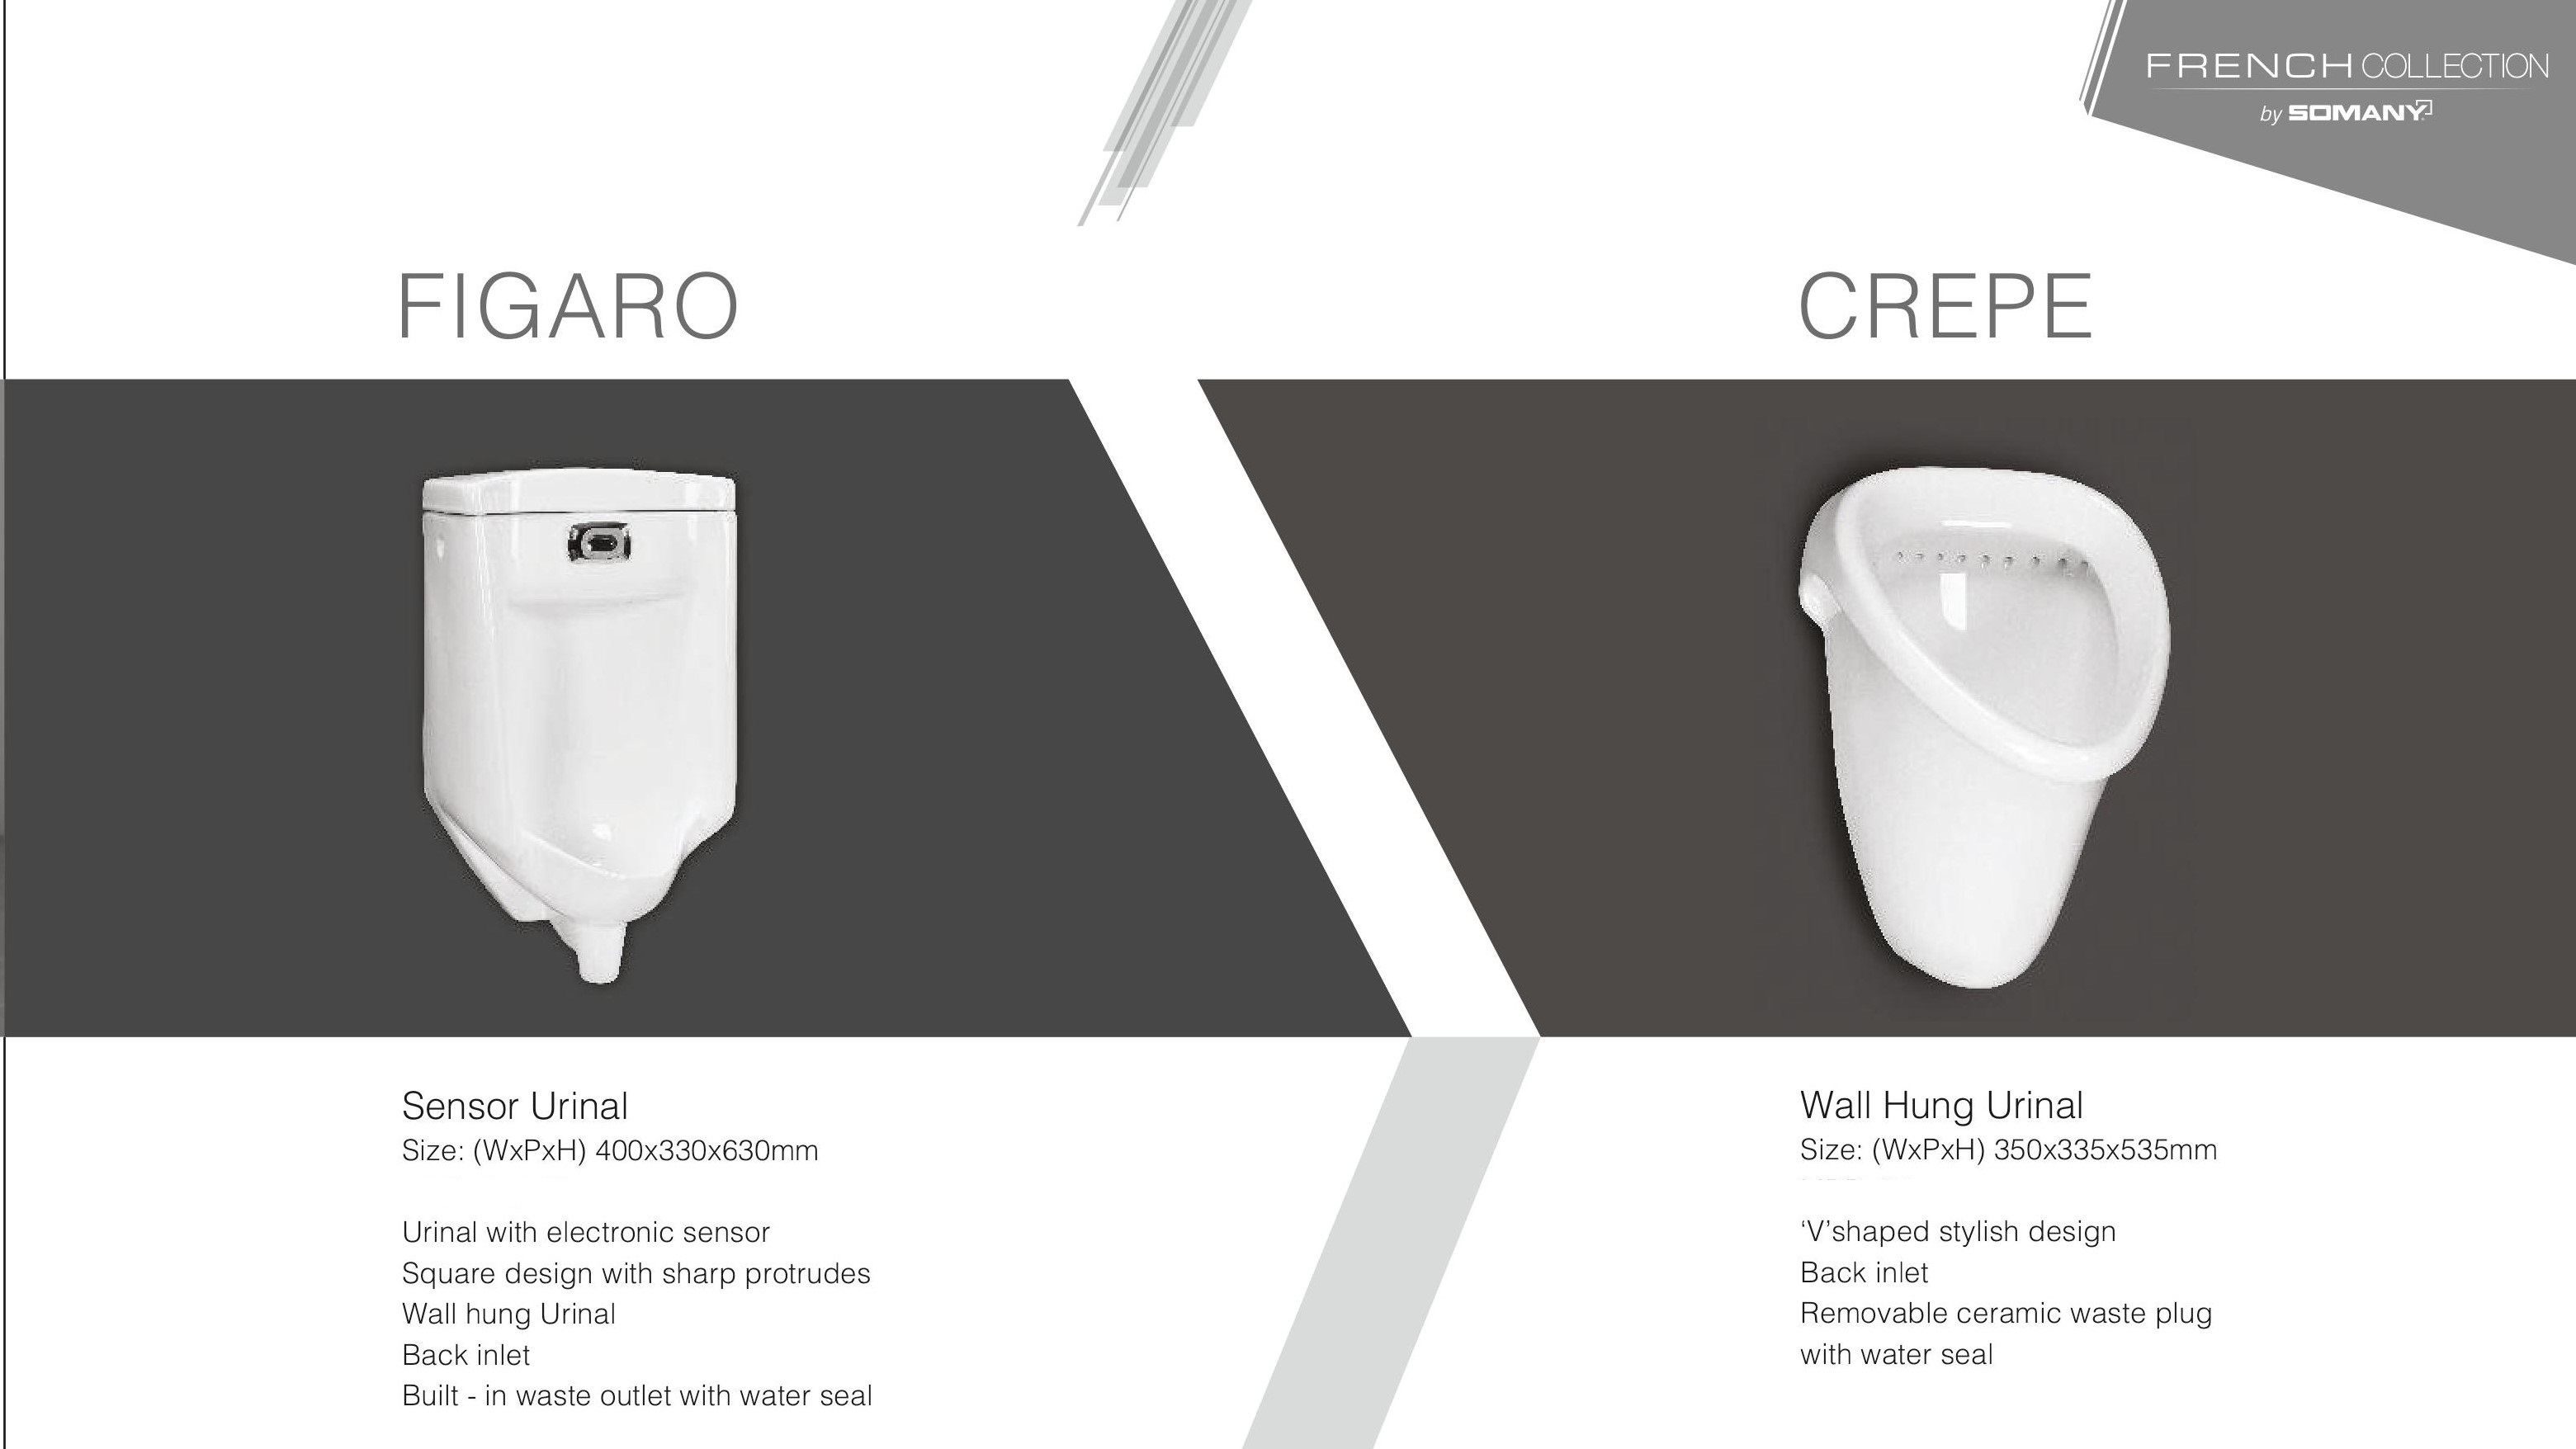 FRENCH COLLECTION
by SOMANY
FIGARO
CREPE
Sensor Urinal
Size: (WxPxH) 400x330x630mm
Urinal with electronic sensor
Square design with sharp protrudes
Wall hung Urinal
Back inlet
Built - in waste outlet with water seal
Wall Hung Urinal
Size: (WxPxH) 350x335x535mm
‘V’shaped stylish design
Back inlet
Removable ceramic waste plug
with water seal